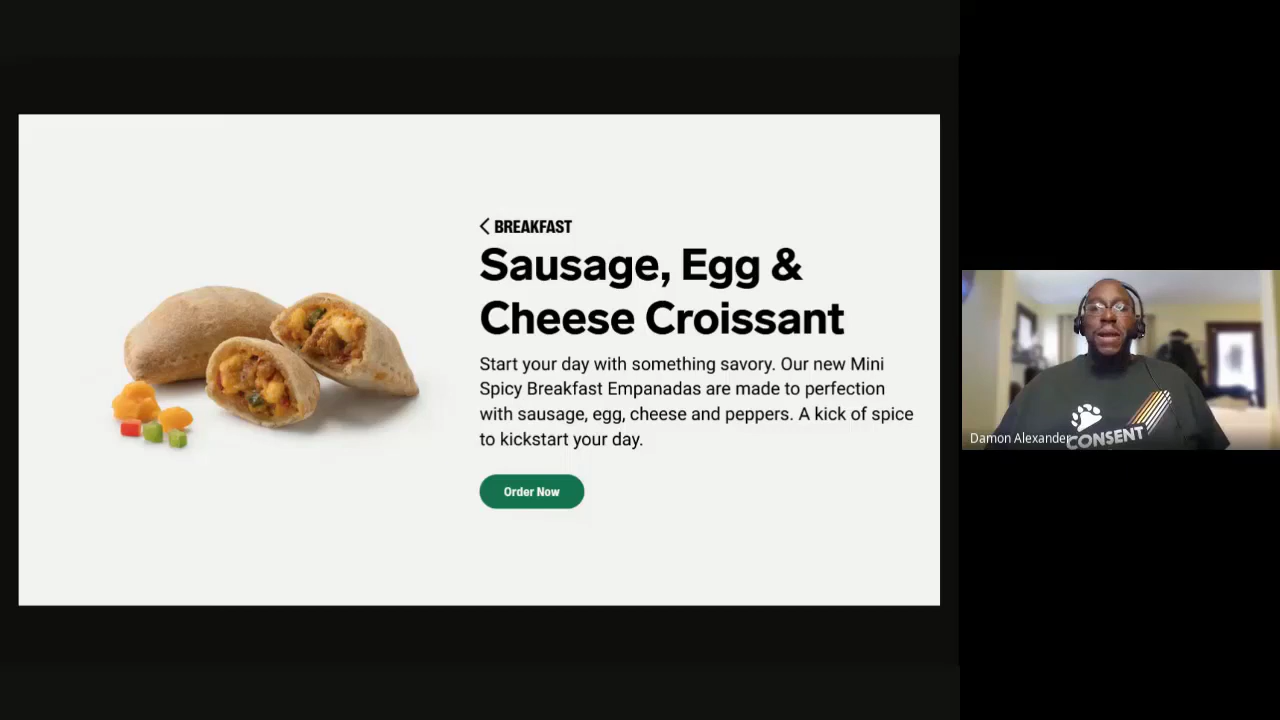 BREAKFAST
Sausage, Egg &
Cheese Croissant
Start your day with something savory. Our new Mini
Spicy Breakfast Empanadas are made to perfection
with sausage, egg, cheese and peppers. A kick of spice
to kickstart your day.
Order Now
Damon Alexander
CONSENT